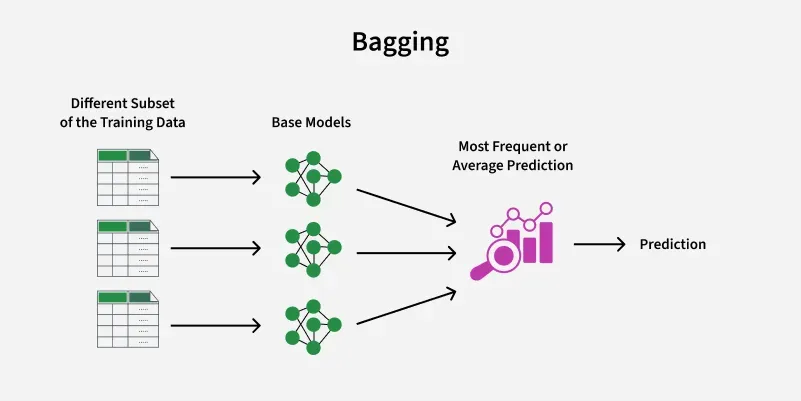 Bagging
Different Subset
of the Training Data
Base Models
Most Frequent or
Average Prediction
Prediction